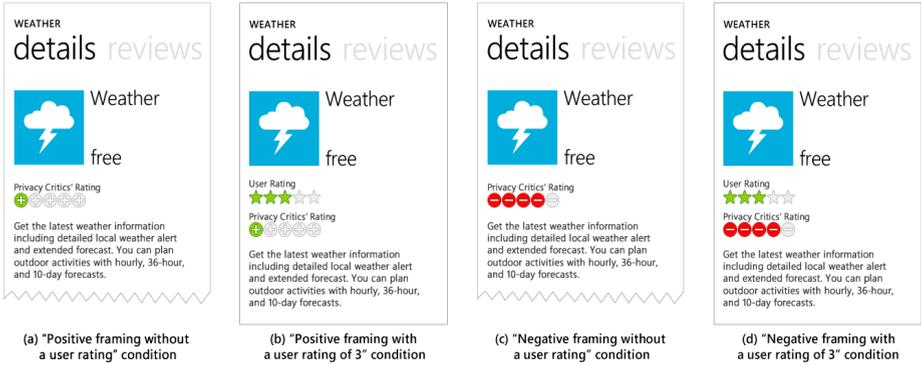 WEATHER
details reviews
Weather
free
Privacy Critics' Rating
Get the latest weather information
including detailed local weather alert
and extended forecast. You can plan
outdoor activities with hourly, 36-hour,
and 10-day forecasts.
(a) "Positive framing without
a user rating" condition
WEATHER
details reviews
Weather
free
User Rating
Privacy Critics' Rating
Get the latest weather information
including detailed local weather alert
and extended forecast. You can plan
outdoor activities with hourly, 36-hour,
and 10-day forecasts.
(b) "Positive framing with
a user rating of 3" condition
WEATHER
details reviews
Weather
free
Privacy Critics' Rating
Get the latest weather information
including detailed local weather alert
and extended forecast. You can plan
outdoor activities with hourly, 36-hour,
and 10-day forecasts.
(c) "Negative framing without
a user rating" condition
WEATHER
details reviews
Weather
free
User Rating
Privacy Critics' Rating
Get the latest weather information
including detailed local weather alert
and extended forecast. You can plan
outdoor activities with hourly, 36-hour,
and 10-day forecasts.
(d) "Negative framing with
a user rating of 3" condition